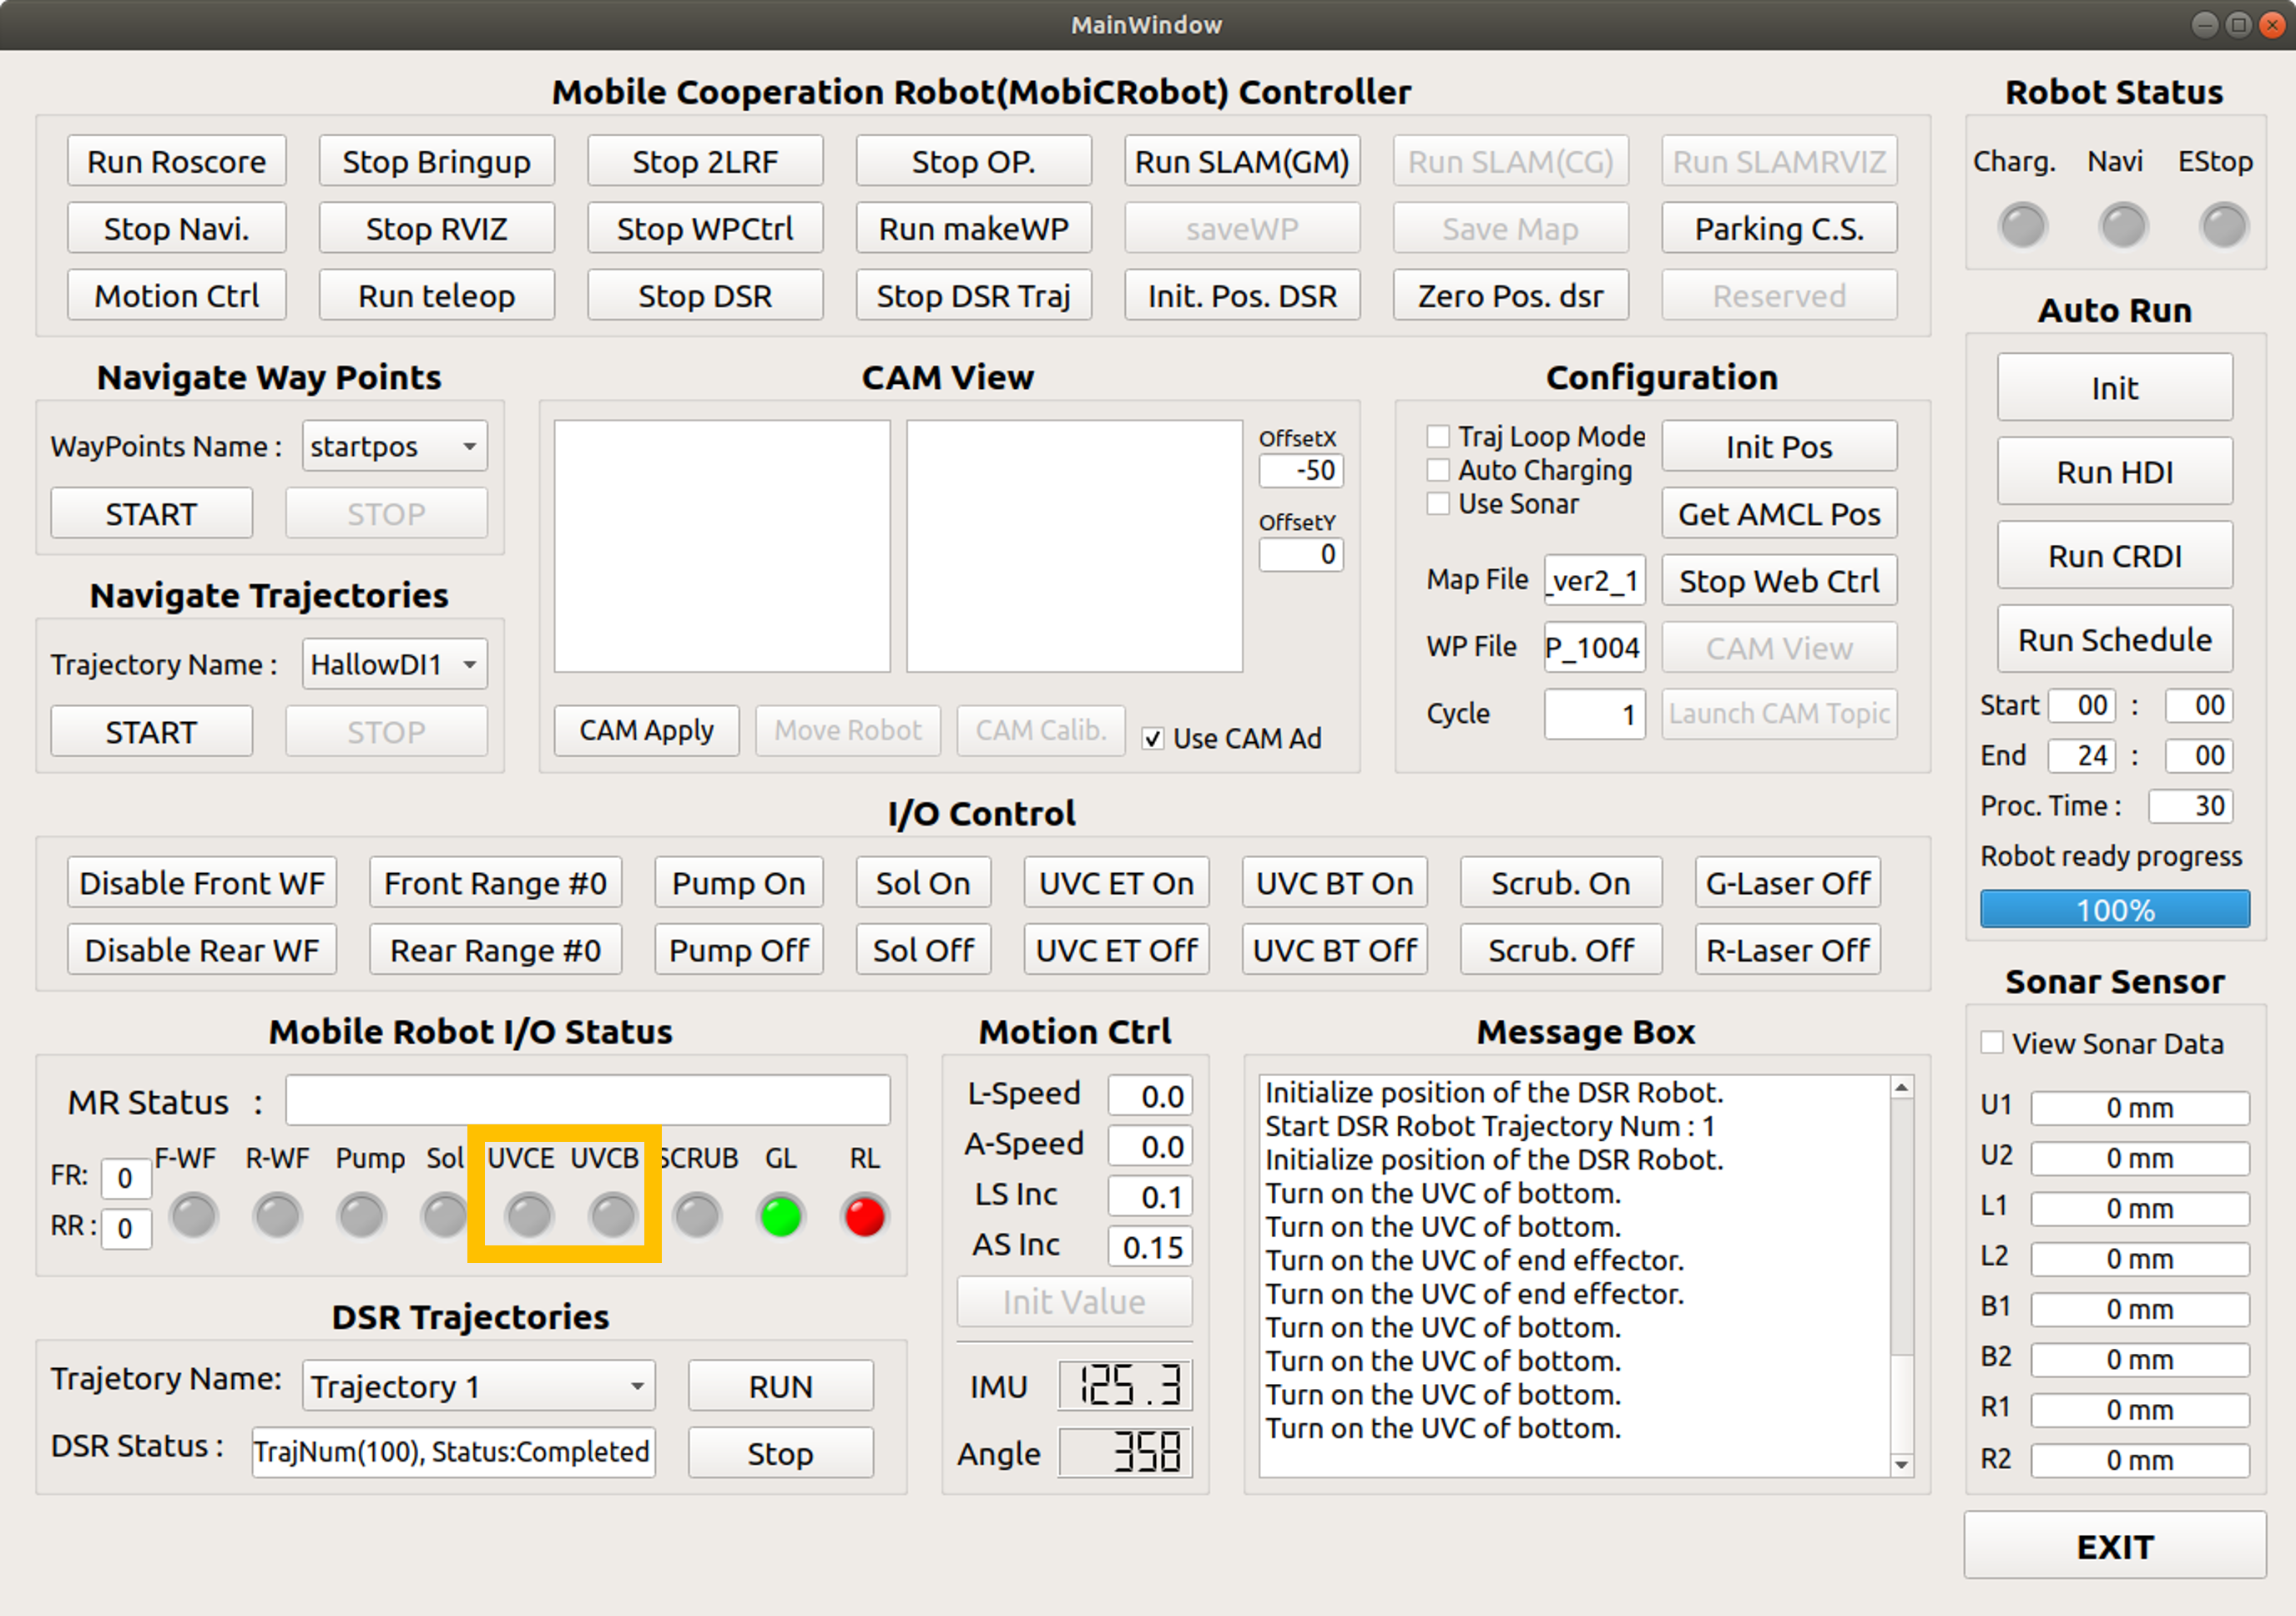 MainWindow
Mobile Cooperation Robot(MobiCRobot) Controller
Run Roscore Stop Bringup Stop 2LRF Stop OP. Run SLAM(GM) Run SLAM(CG) Run SLAMRVIZ
Stop Navi. Stop RVIZ Stop WPCtrl Run makeWP saveWP Save Map Parking C.S.
Motion Ctrl Run teleop Stop DSR Stop DSR Traj Init. Pos. DSR Zero Pos. dsr Reserved
Robot Status
Charg. Navi EStop
Navigate Way Points
WayPoints Name : startpos
START STOP
Navigate Trajectories
Trajectory Name : HallowDI1
START STOP
CAM View
OffsetX
-50
OffsetY
0
CAM Apply Move Robot CAM Calib. Use CAM Ad
Configuration
Traj Loop Mode
Auto Charging
Use Sonar
Init Pos
Get AMCL Pos
Map File _ver2_1 Stop Web Ctrl
WP File P_1004 CAM View
Cycle 1 Launch CAM Topic
Auto Run
Init
Run HDI
Run CRDI
Run Schedule
Start 00 : 00
End 24 : 00
Proc. Time : 30
Robot ready progress
100%
I/O Control
Disable Front WF Front Range #0 Pump On Sol On UVC ET On UVC BT On Scrub. On G-Laser Off
Disable Rear WF Rear Range #0 Pump Off Sol Off UVC ET Off UVC BT Off Scrub. Off R-Laser Off
Mobile Robot I/O Status
MR Status :
F-WF R-WF Pump Sol UVCE UVCB SCRUB GL RL
FR: 0
RR : 0
DSR Trajectories
Trajetory Name: Trajectory 1 RUN
DSR Status : TrajNum(100), Status:Completed Stop
Motion Ctrl
L-Speed 0.0
A-Speed 0.0
LS Inc 0.1
AS Inc 0.15
Init Value
IMU 125.3
Angle 358
Message Box
Initialize position of the DSR Robot.
Start DSR Robot Trajectory Num : 1
Initialize position of the DSR Robot.
Turn on the UVC of bottom.
Turn on the UVC of bottom.
Turn on the UVC of end effector.
Turn on the UVC of end effector.
Turn on the UVC of bottom.
Turn on the UVC of bottom.
Turn on the UVC of bottom.
Turn on the UVC of bottom.
Sonar Sensor
View Sonar Data
U1 0 mm
U2 0 mm
L1 0 mm
L2 0 mm
B1 0 mm
B2 0 mm
R1 0 mm
R2 0 mm
EXIT